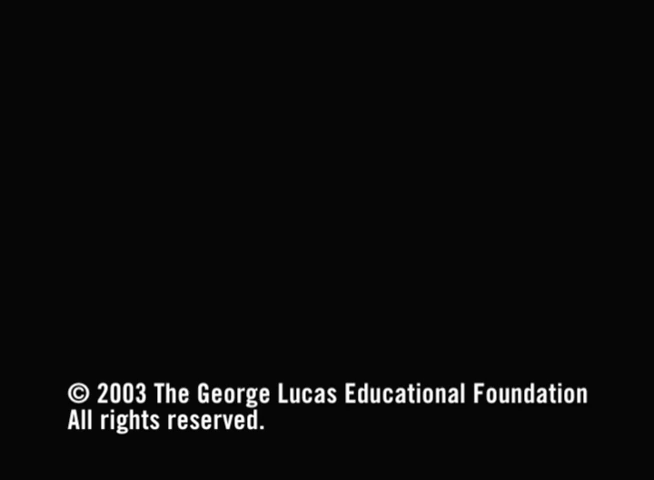 © 2003 The George Lucas Educational Foundation
All rights reserved.